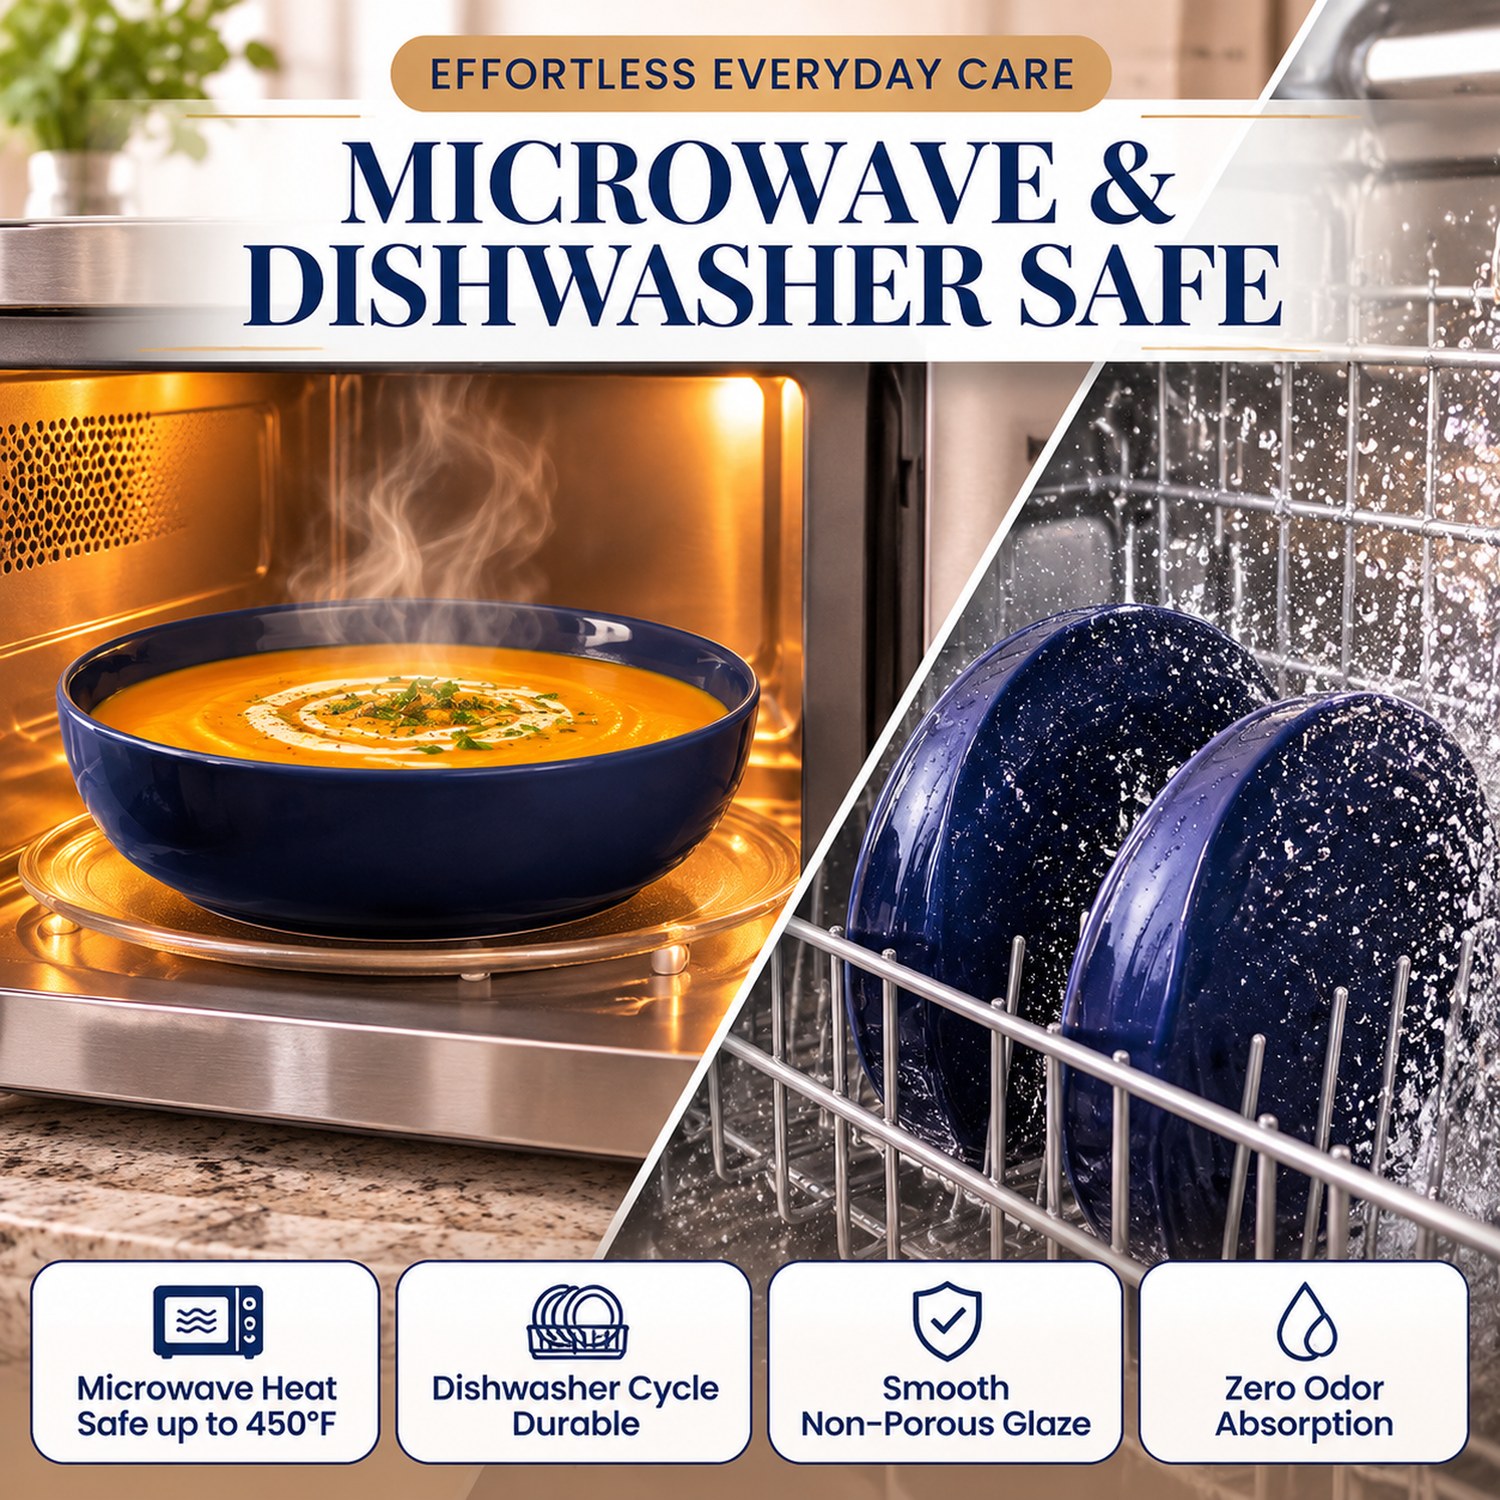 EFFORTLESS EVERYDAY CARE
MICROWAVE &
DISHWASHER SAFE
Microwave Heat
Safe up to 450°F
Dishwasher Cycle
Durable
Smooth
Non-Porous Glaze
Zero Odor
Absorption